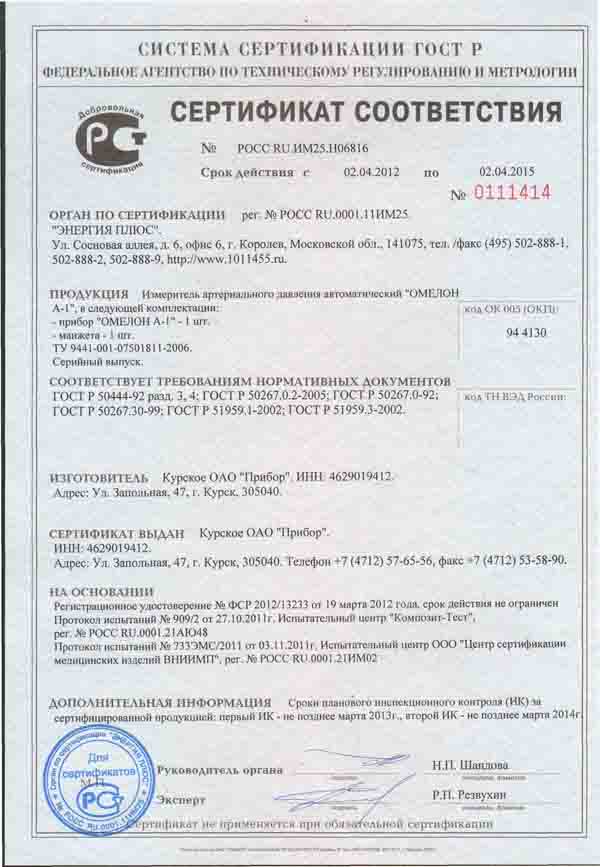 СИСТЕМА СЕРТИФИКАЦИИ ГОСТ Р
ФЕДЕРАЛЬНОЕ АГЕНТСТВО ПО ТЕХНИЧЕСКОМУ РЕГУЛИРОВАНИЮ И МЕТРОЛОГИИ
Добровольная
сертификация
СЕРТИФИКАТ СООТВЕТСТВИЯ
№ РОСС RU.ИМ25.Н06816
Срок действия с 02.04.2012 по 02.04.2015
№ 0111414
ОРГАН ПО СЕРТИФИКАЦИИ рег. № РОСС RU.0001.11ИМ25.
"ЭНЕРГИЯ ПЛЮС".
Ул. Сосновая аллея, д. 6, офис 6, г. Королев, Московской обл., 141075, тел. /факс (495) 502-888-1,
502-888-2, 502-888-9, http://www.1011455.ru.
ПРОДУКЦИЯ Измеритель артериального давления автоматический "ОМЕЛОН
А-1", в следующей комплектации:
- прибор "ОМЕЛОН А-1" - 1 шт.
- манжета - 1 шт.
ТУ 9441-001-07501811-2006.
Серийный выпуск.
код ОК 005 (ОКП):
94 4130
СООТВЕТСТВУЕТ ТРЕБОВАНИЯМ НОРМАТИВНЫХ ДОКУМЕНТОВ
ГОСТ Р 50444-92 разд. 3, 4; ГОСТ Р 50267.0.2-2005; ГОСТ Р 50267.0-92;
ГОСТ Р 50267.30-99; ГОСТ Р 51959.1-2002; ГОСТ Р 51959.3-2002.
код ТН ВЭД России:
ИЗГОТОВИТЕЛЬ Курское ОАО "Прибор". ИНН: 4629019412.
Адрес: Ул. Запольная, 47, г. Курск, 305040.
СЕРТИФИКАТ ВЫДАН Курское ОАО "Прибор".
ИНН: 4629019412.
Адрес: Ул. Запольная, 47, г. Курск, 305040. Телефон +7 (4712) 57-65-56, факс +7 (4712) 53-58-90.
НА ОСНОВАНИИ
Регистрационное удостоверение № ФСР 2012/13233 от 19 марта 2012 года, срок действия не ограничен
Протокол испытаний № 909/2 от 27.10.2011г. Испытательный центр "Композит-Тест",
рег. № РОСС RU.0001.21АЮ48
Протокол испытаний № 733ЭМС/2011 от 03.11.2011г. Испытательный центр ООО "Центр сертификации
медицинских изделий ВНИИМП", рег. № РОСС RU.0001.21ИМ02
ДОПОЛНИТЕЛЬНАЯ ИНФОРМАЦИЯ Сроки планового инспекционного контроля (ИК) за
сертифицированной продукцией: первый ИК - не позднее марта 2013г., второй ИК - не позднее марта 2014г.
Для
сертификатов
М.П.
Руководитель органа
Н.П. Шаплова
Эксперт
Р.П. Резвухин
Сертификат не применяется при обязательной сертификации